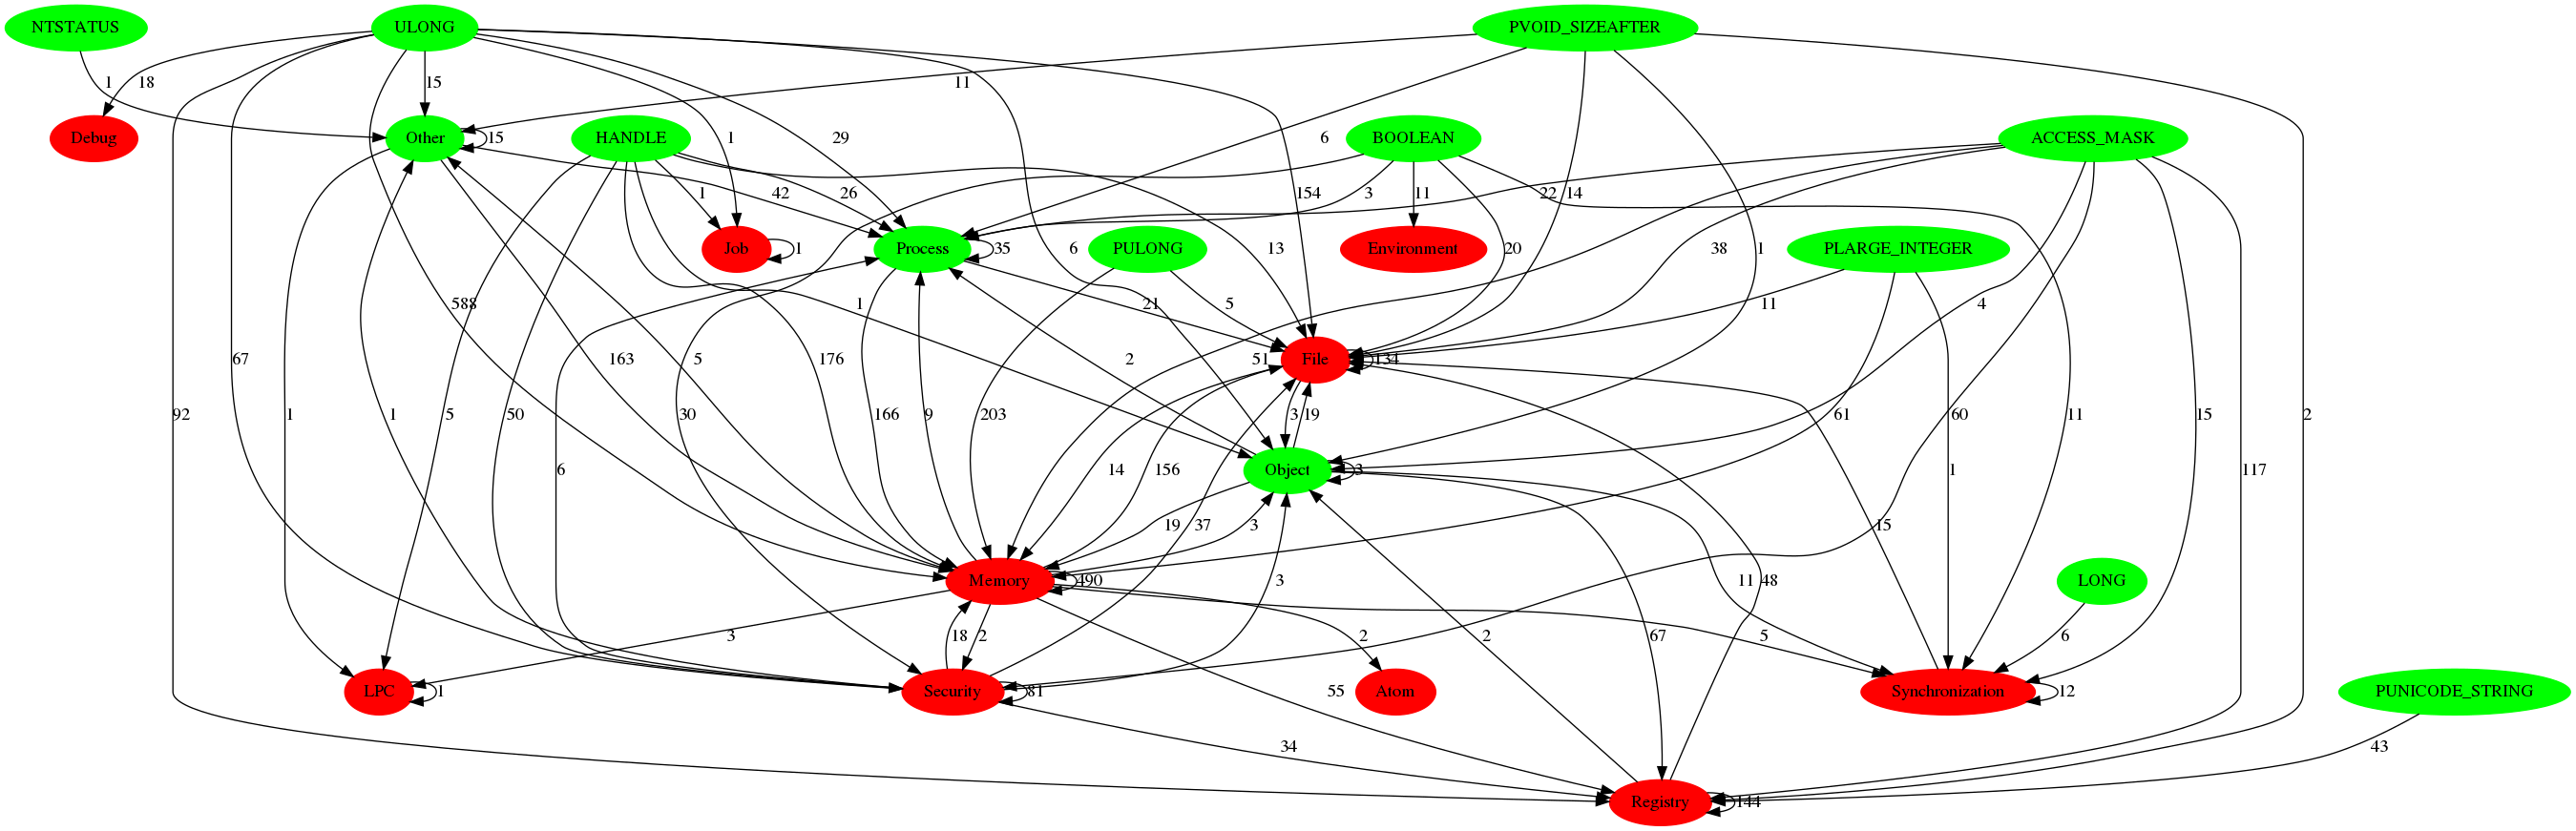 NTSTATUS ULONG PVOID_SIZEAFTER
1 18 15 1 29 11 6
Debug Other 15 HANDLE BOOLEAN ACCESS_MASK
42 1 26 3 11 22 14
6 13 154 20 38 1
Job 1 Process 35 PULONG Environment PLARGE_INTEGER
588 1 21 5 11 4
67 163 5 176 2 51 File 134
92 1 1 5 50 30 6 166 9 203 14 156 3 19 61 60 1 11 15 117 2
Object 3
37 19 3 15
Memory 490 3 11 48 LONG
3 18 2 2 67 2 5 6
LPC 1 Security 81 55 Atom Synchronization 12 PUNICODE_STRING
34 43
Registry 144